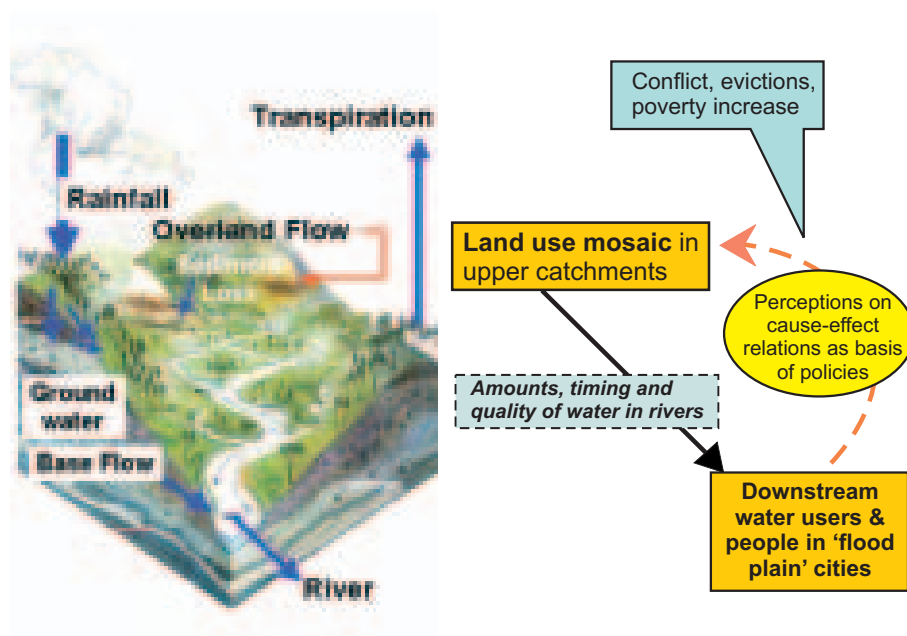 Transpiration
Rainfall
Overland Flow
Sediment
Loss
Ground
water
Base Flow
River
Conflict, evictions,
poverty increase
Land use mosaic in
upper catchments
Perceptions on
cause-effect
relations as basis
of policies
Amounts, timing and
quality of water in rivers
Downstream
water users &
people in ‘flood
plain’ cities